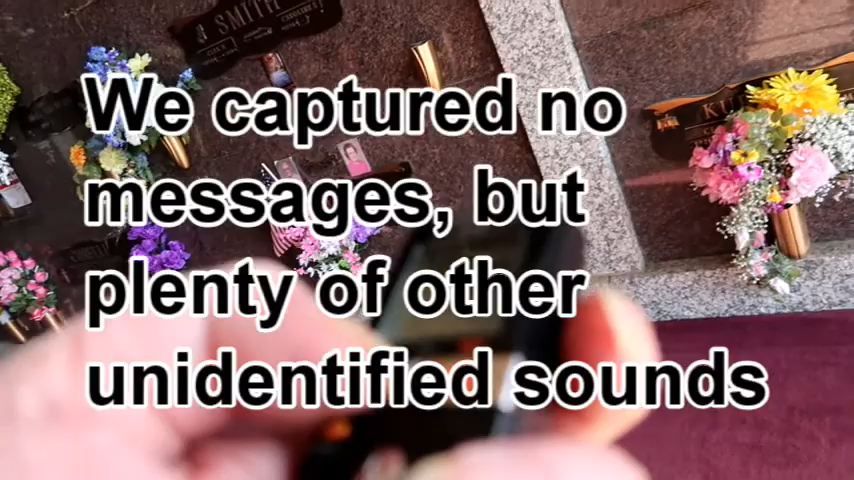 J SMITH
We captured no
messages, but
plenty of other
unidentified sounds